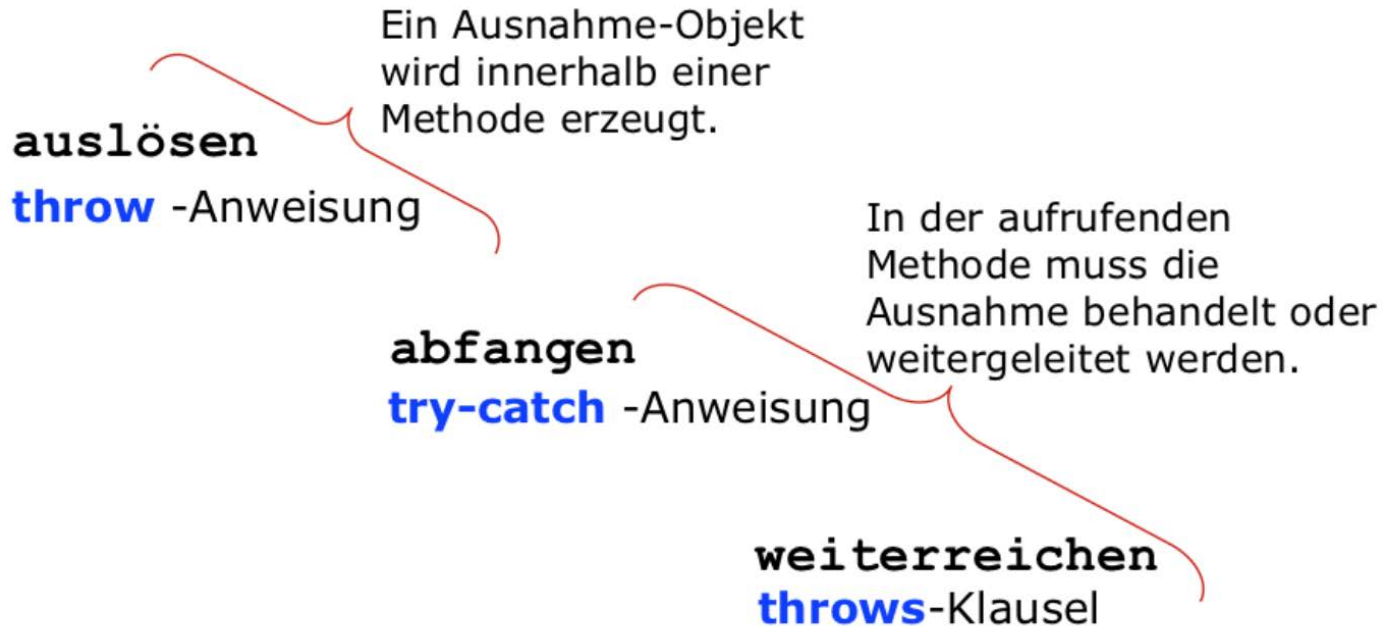 Ein Ausnahme-Objekt
wird innerhalb einer
Methode erzeugt.
auslösen
throw -Anweisung
In der aufrufenden
Methode muss die
Ausnahme behandelt oder
weitergeleitet werden.
abfangen
try-catch -Anweisung
weiterreichen
throws-Klausel